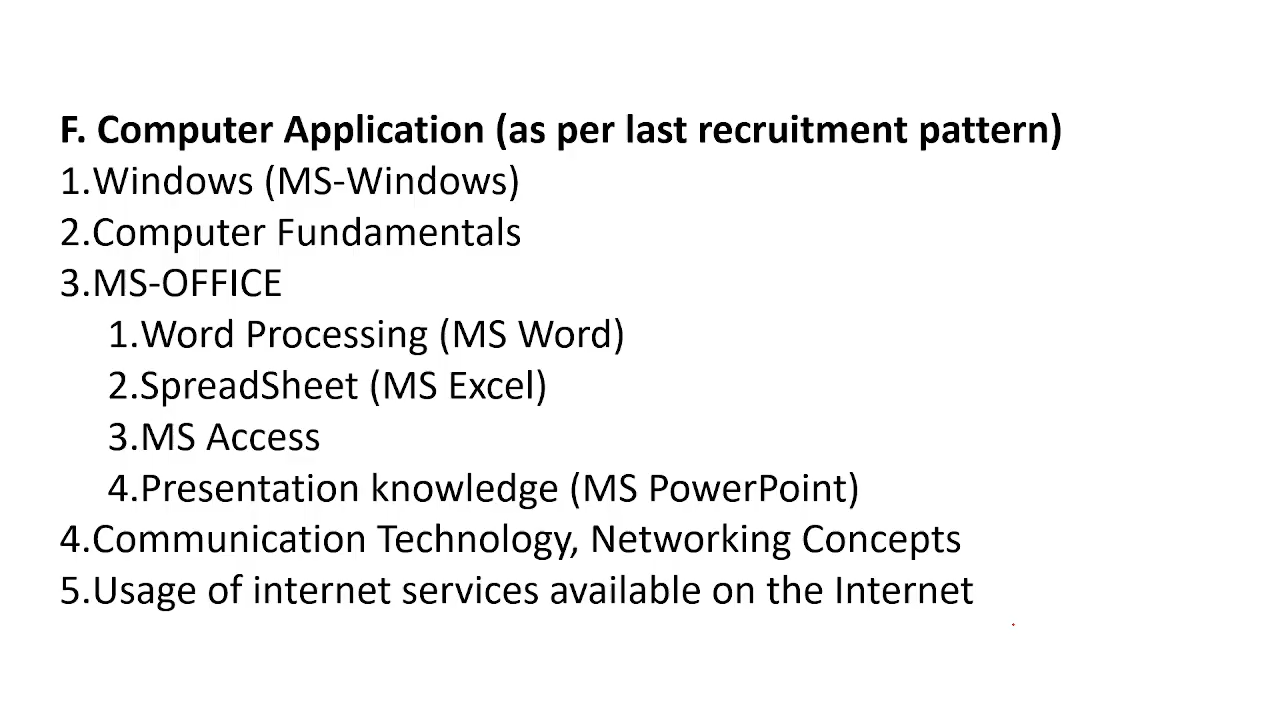 F. Computer Application (as per last recruitment pattern)
1.Windows (MS-Windows)
2.Computer Fundamentals
3.MS-OFFICE
1.Word Processing (MS Word)
2.SpreadSheet (MS Excel)
3.MS Access
4.Presentation knowledge (MS PowerPoint)
4.Communication Technology, Networking Concepts
5.Usage of internet services available on the Internet